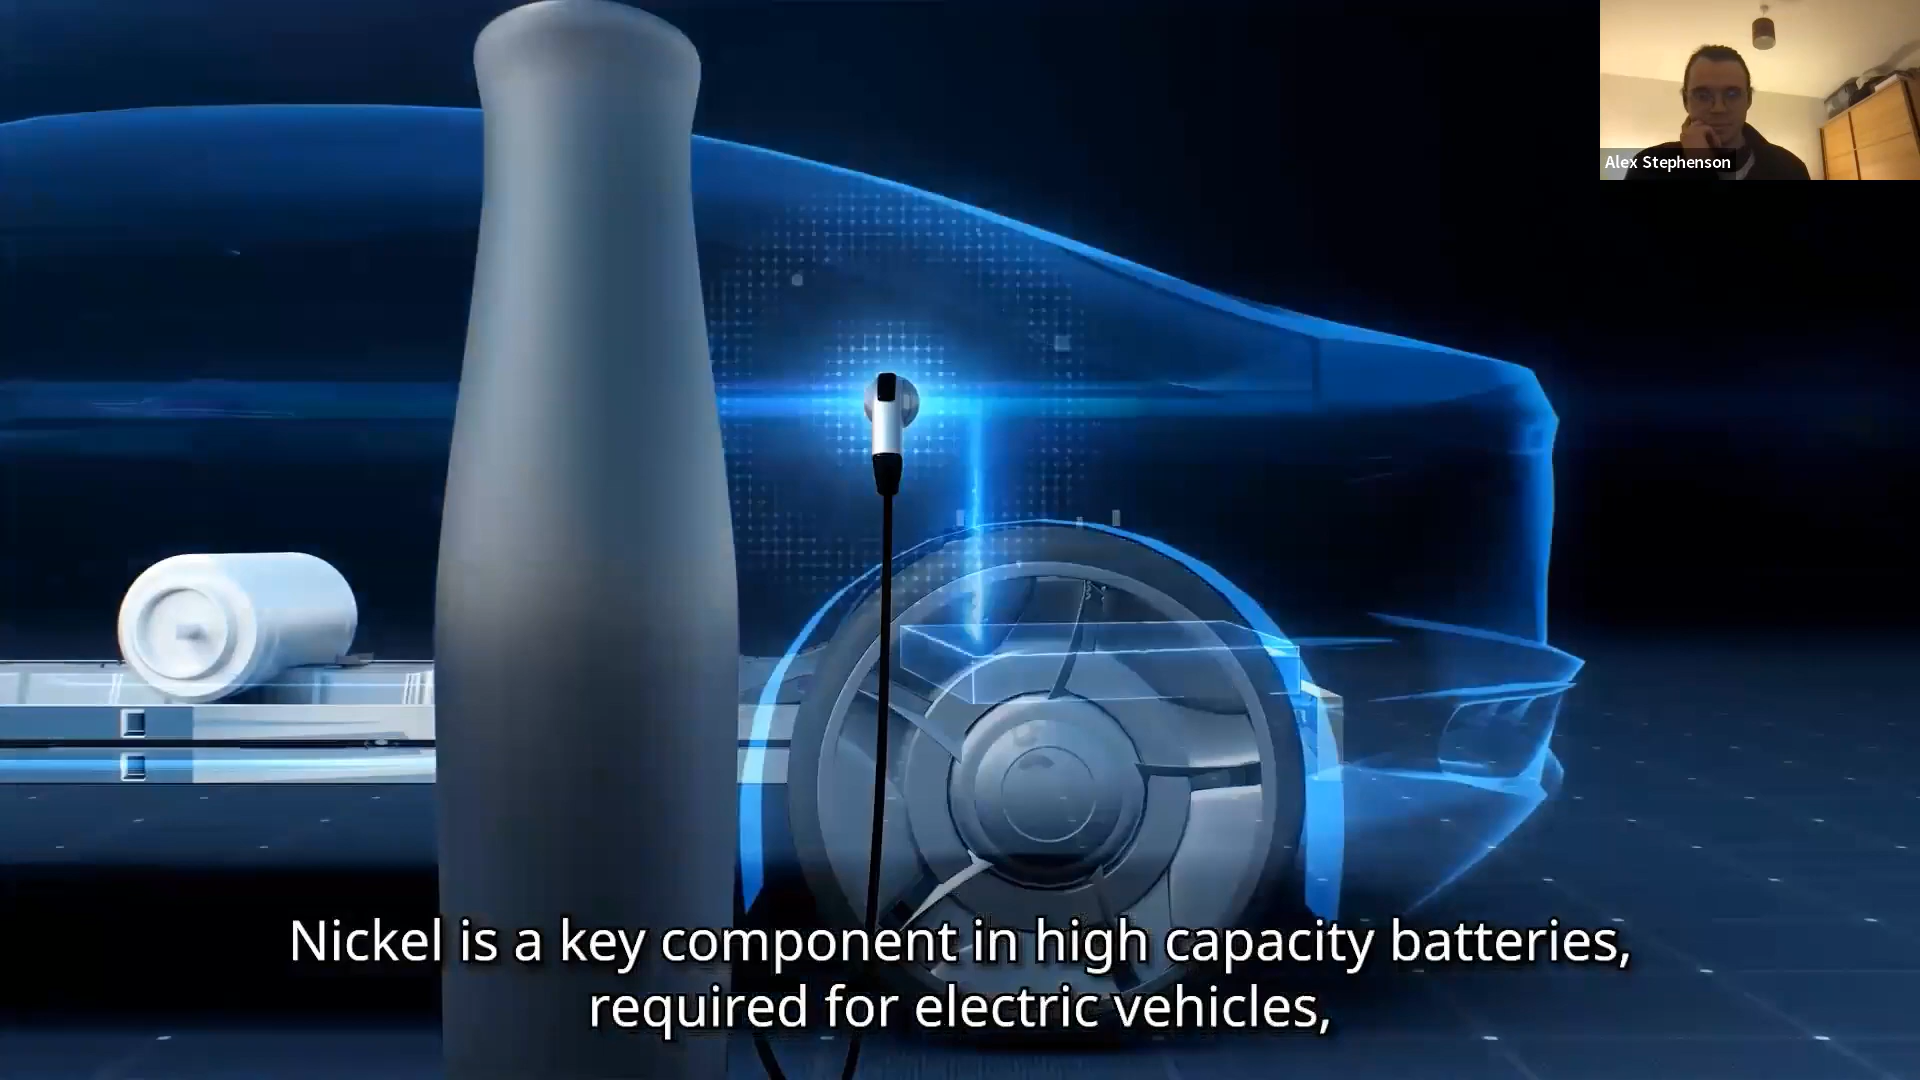 Alex Stephenson
Nickel is a key component in high capacity batteries,
required for electric vehicles,